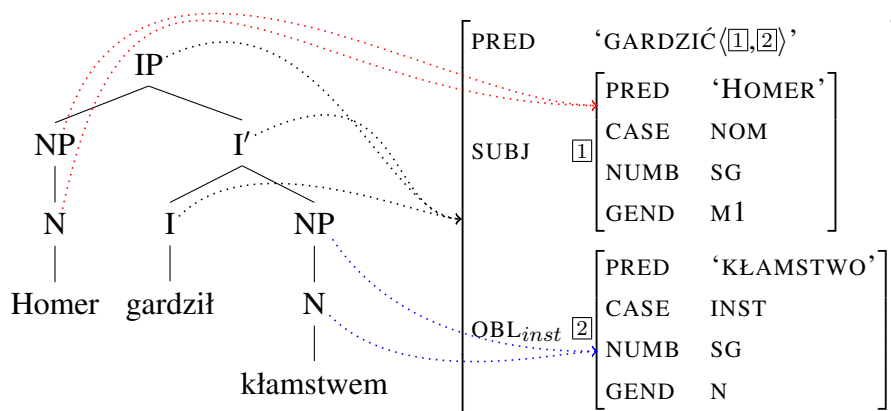 IP
NP I′
N I NP
Homer gardził N
kłamstwem
PRED ‘GARDZIĆ⟨1,2⟩’
SUBJ 1
PRED ‘HOMER’
CASE NOM
NUMB SG
GEND M1
OBLinst 2
PRED ‘KŁAMSTWO’
CASE INST
NUMB SG
GEND N